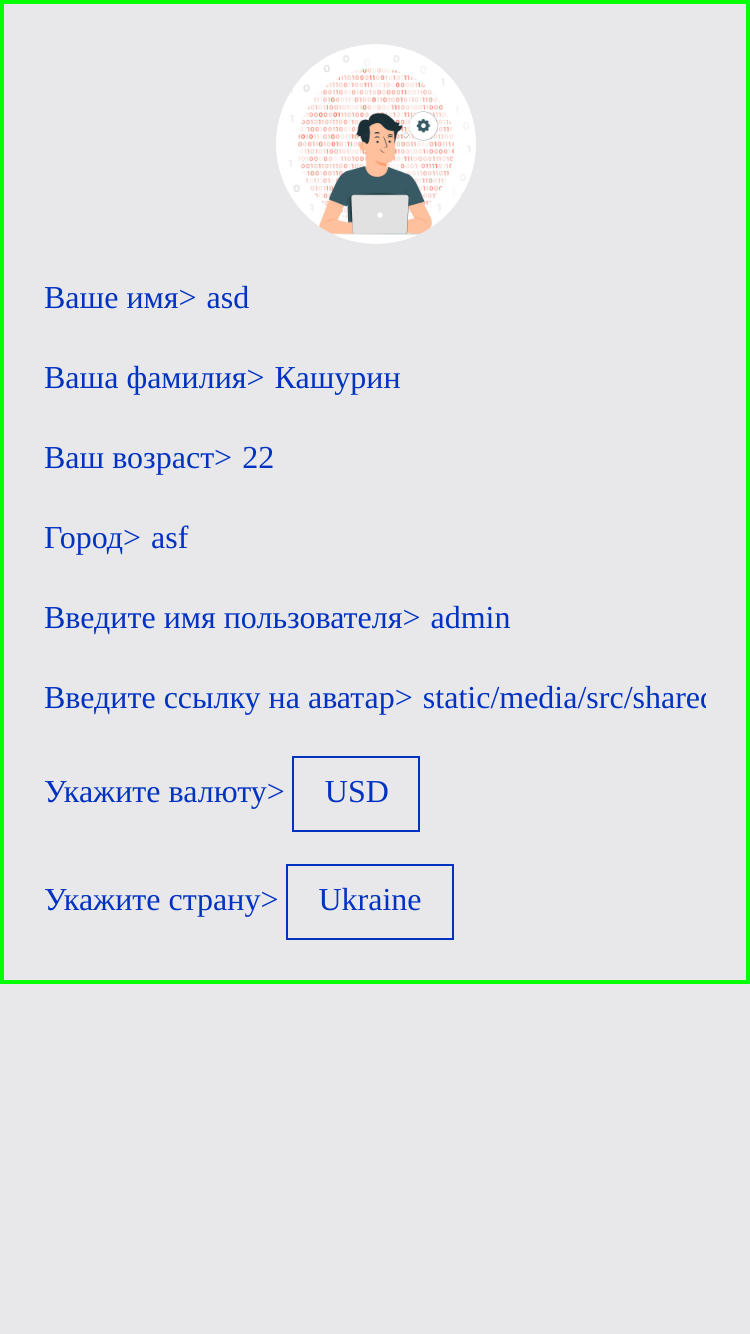 Ваше имя> asd
Ваша фамилия> Кашурин
Ваш возраст> 22
Город> asf
Введите имя пользователя> admin
Введите ссылку на аватар> static/media/src/shared
Укажите валюту> USD
Укажите страну> Ukraine